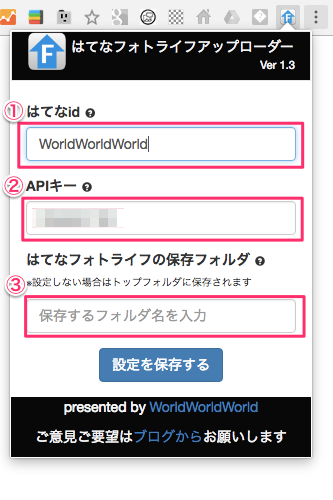 はてなフォトライフアップローダー
Ver 1.3
① はてなid ?
WorldWorldWorld
② APIキー ?
はてなフォトライフの保存フォルダ ?
*設定しない場合はトップフォルダに保存されます
③
保存するフォルダ名を入力
設定を保存する
presented by WorldWorldWorld
ご意見ご要望はブログからお願いします